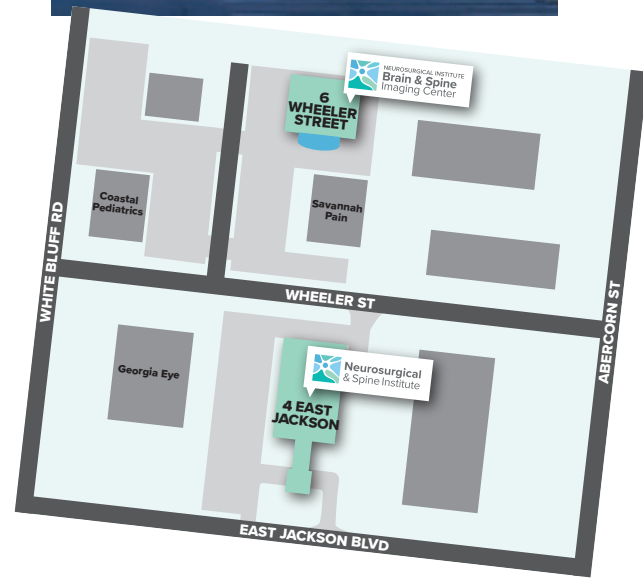 NEUROSURGICAL INSTITUTE
Brain & Spine
Imaging Center
6
WHEELER
STREET
Coastal
Pediatrics
Savannah
Pain
WHITE BLUFF RD
WHEELER ST
ABERCORN ST
Georgia Eye
Neurosurgical
& Spine Institute
4 EAST
JACKSON
EAST JACKSON BLVD